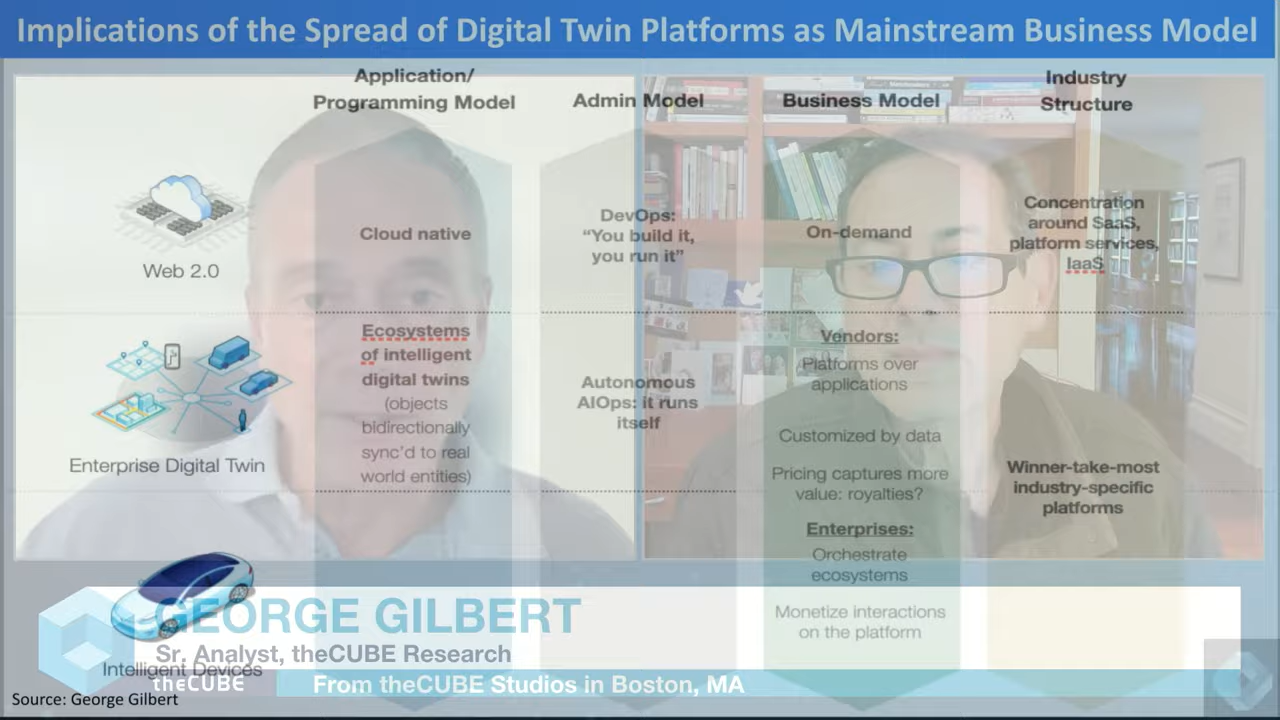 Implications of the Spread of Digital Twin Platforms as Mainstream Business Model
Application/
Programming Model
Admin Model
Business Model
Industry
Structure
Web 2.0
Cloud native
DevOps:
“You build it,
you run it”
On-demand
Concentration
around SaaS,
platform services,
IaaS
Enterprise Digital Twin
Ecosystems
of intelligent
digital twins
(objects
bidirectionally
sync’d to real
world entities)
Autonomous
AIOps: it runs
itself
Vendors:
Platforms over
applications
Customized by data
Pricing captures more
value: royalties?
Enterprises:
Orchestrate
ecosystems
Monetize interactions
on the platform
Winner-take-most
industry-specific
platforms
Intelligent Devices
GEORGE GILBERT
Sr. Analyst, theCUBE Research
theCUBE
From theCUBE Studios in Boston, MA
Source: George Gilbert